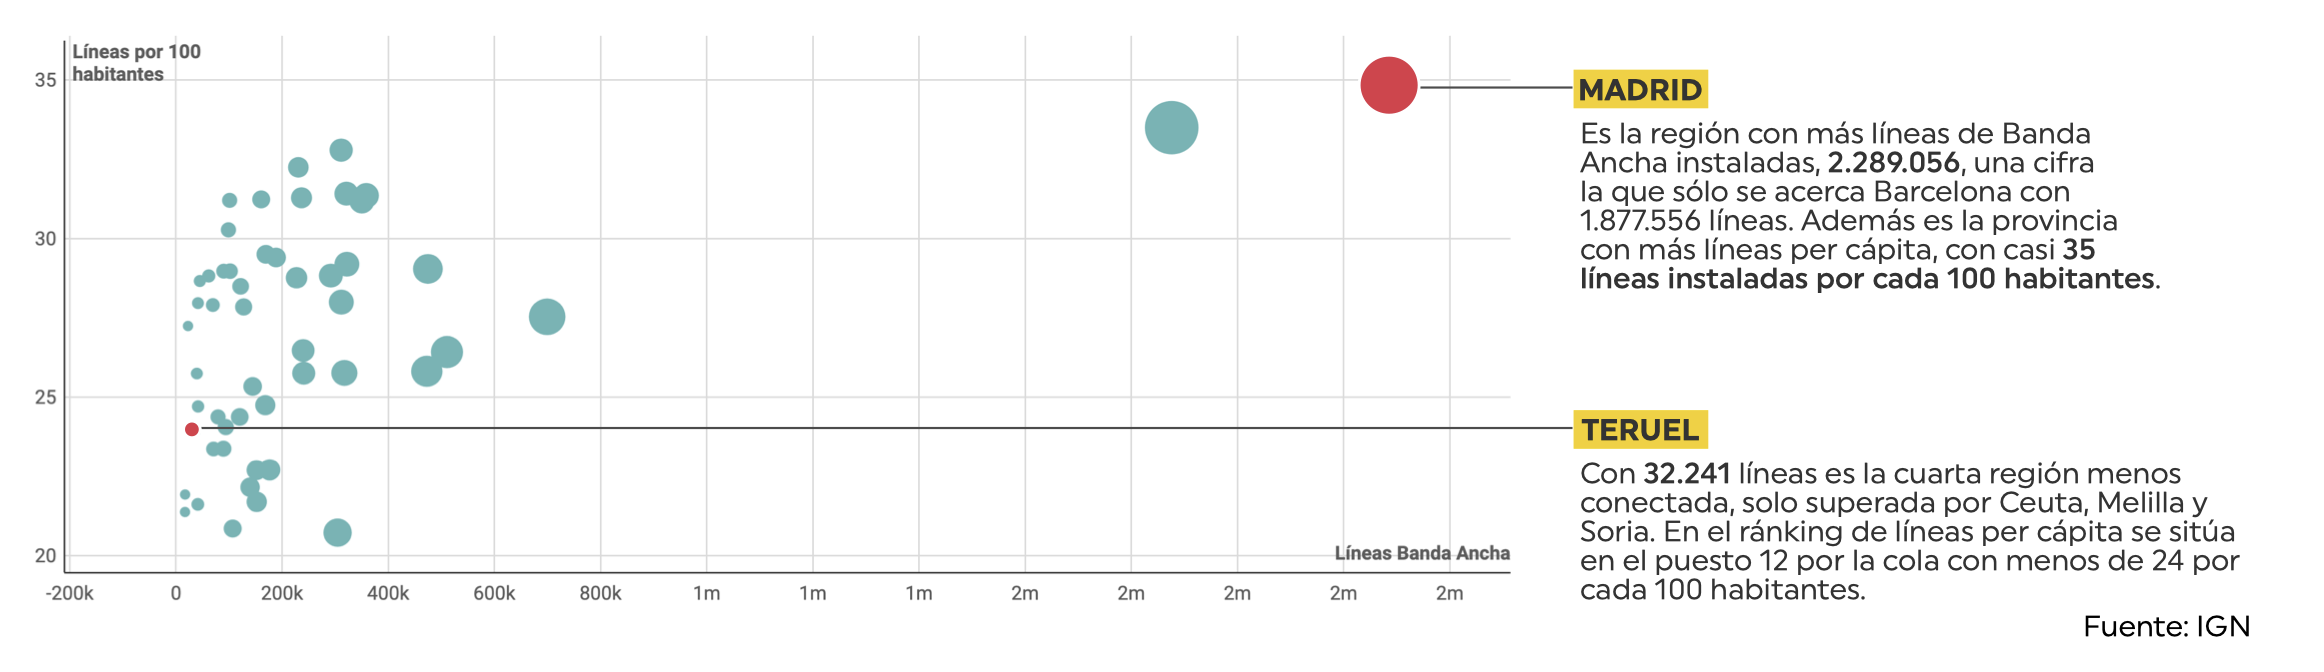 Líneas por 100
habitantes
35
30
25
20
Líneas Banda Ancha
-200k 0 200k 400k 600k 800k 1m 1m 1m 2m 2m 2m 2m 2m
MADRID
Es la región con más líneas de Banda
Ancha instaladas, 2.289.056, una cifra
la que sólo se acerca Barcelona con
1.877.556 líneas. Además es la provincia
con más líneas per cápita, con casi 35
líneas instaladas por cada 100 habitantes.
TERUEL
Con 32.241 líneas es la cuarta región menos
conectada, solo superada por Ceuta, Melilla y
Soria. En el ránking de líneas per cápita se sitúa
en el puesto 12 por la cola con menos de 24 por
cada 100 habitantes.
Fuente: IGN